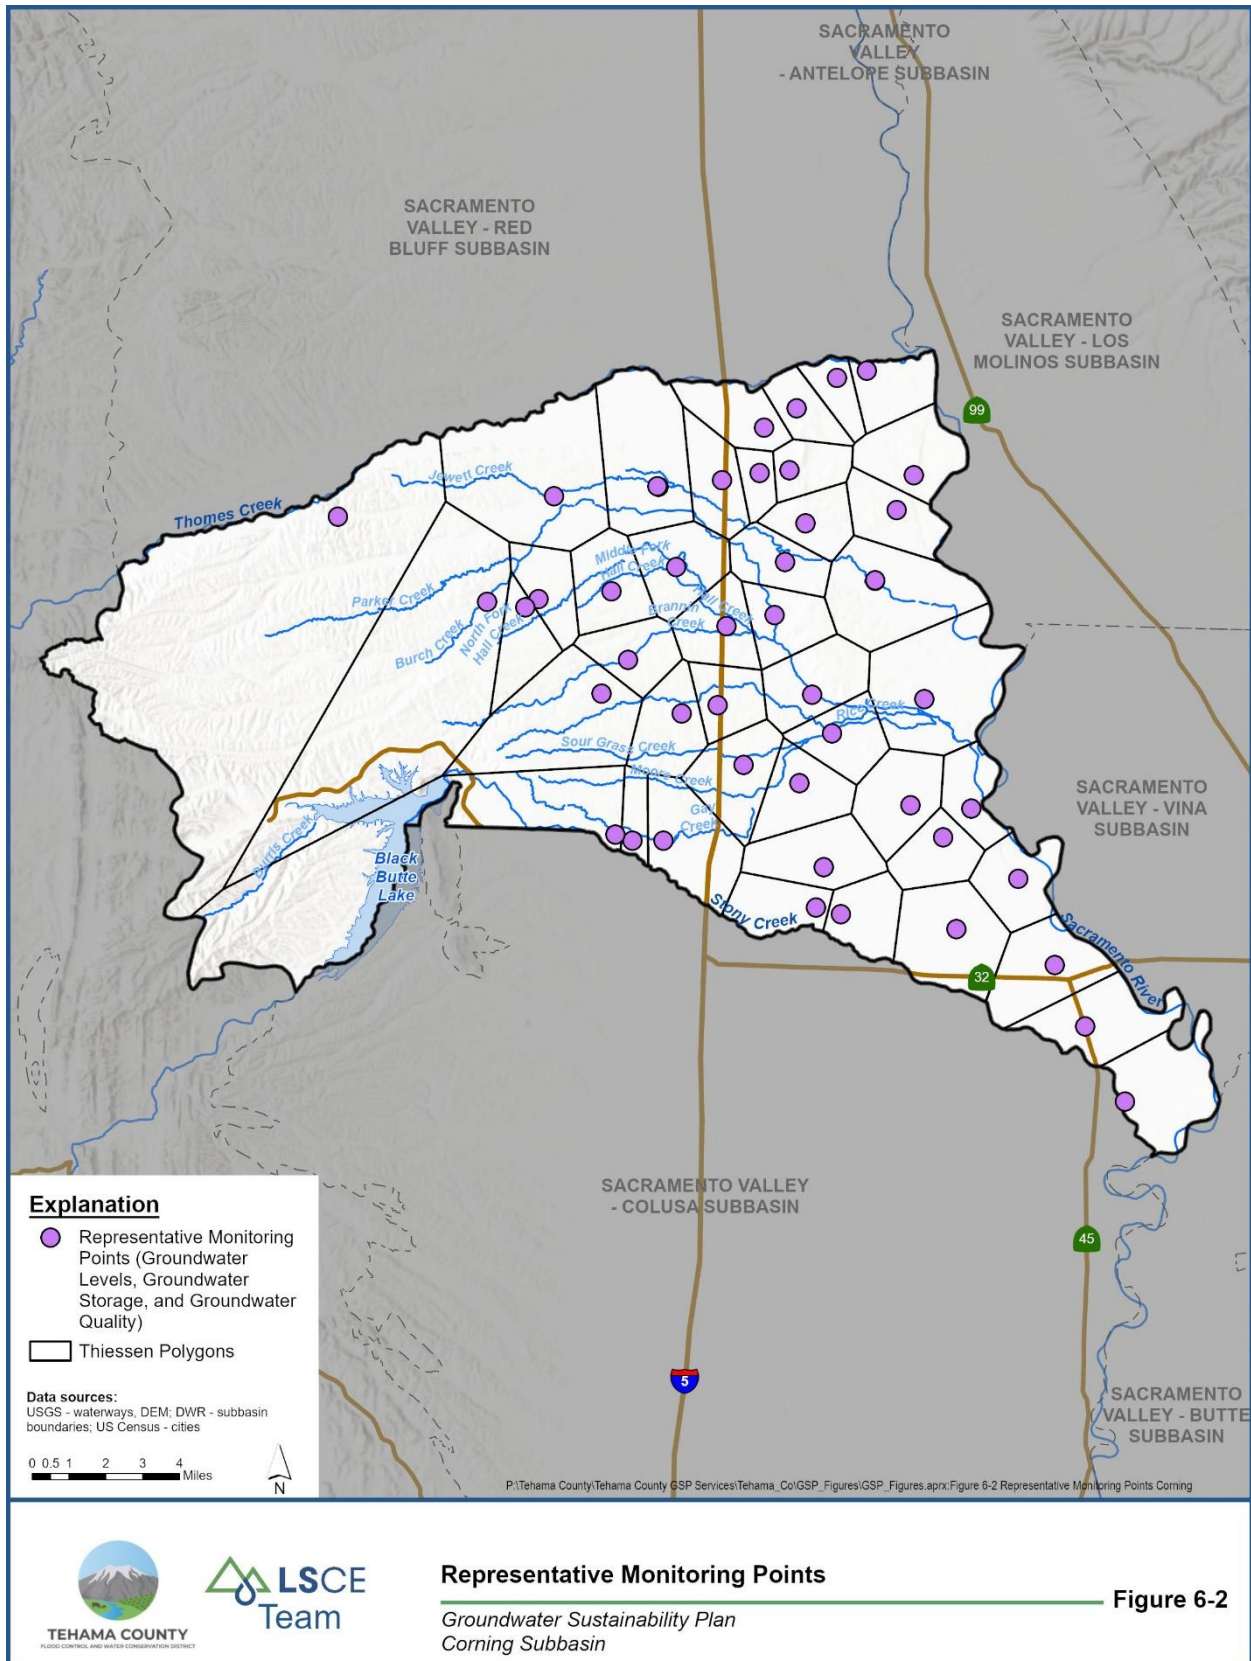 SACRAMENTO
VALLEY
- ANTELOPE SUBBASIN
SACRAMENTO
VALLEY - RED
BLUFF SUBBASIN
SACRAMENTO
VALLEY - LOS
MOLINOS SUBBASIN
99
Jewett Creek
Thomes Creek
Middle Fork
Hall Creek
Parker Creek
Hall Creek
Brannin
Creek
Burch Creek
North Fork
Hall Creek
Rice Creek
Sour Grass Creek
Moore Creek
Gay
Creek
Burris Creek
Black
Butte
Lake
SACRAMENTO
VALLEY - VINA
SUBBASIN
Stony Creek
Sacramento River
32
SACRAMENTO VALLEY
- COLUSA SUBBASIN
45
5
SACRAMENTO
VALLEY - BUTTE
SUBBASIN
Explanation
Representative Monitoring
Points (Groundwater
Levels, Groundwater
Storage, and Groundwater
Quality)
Thiessen Polygons
Data sources:
USGS - waterways, DEM; DWR - subbasin
boundaries; US Census - cities
0 0.5 1 2 3 4
Miles
N
P:\Tehama County\Tehama County GSP Services\Tehama_Co\GSP_Figures\GSP_Figures.aprx:Figure 6-2 Representative Monitoring Points Corning
TEHAMA COUNTY
FLOOD CONTROL AND WATER CONSERVATION DISTRICT
LSCE
Team
Representative Monitoring Points
Groundwater Sustainability Plan
Corning Subbasin
Figure 6-2